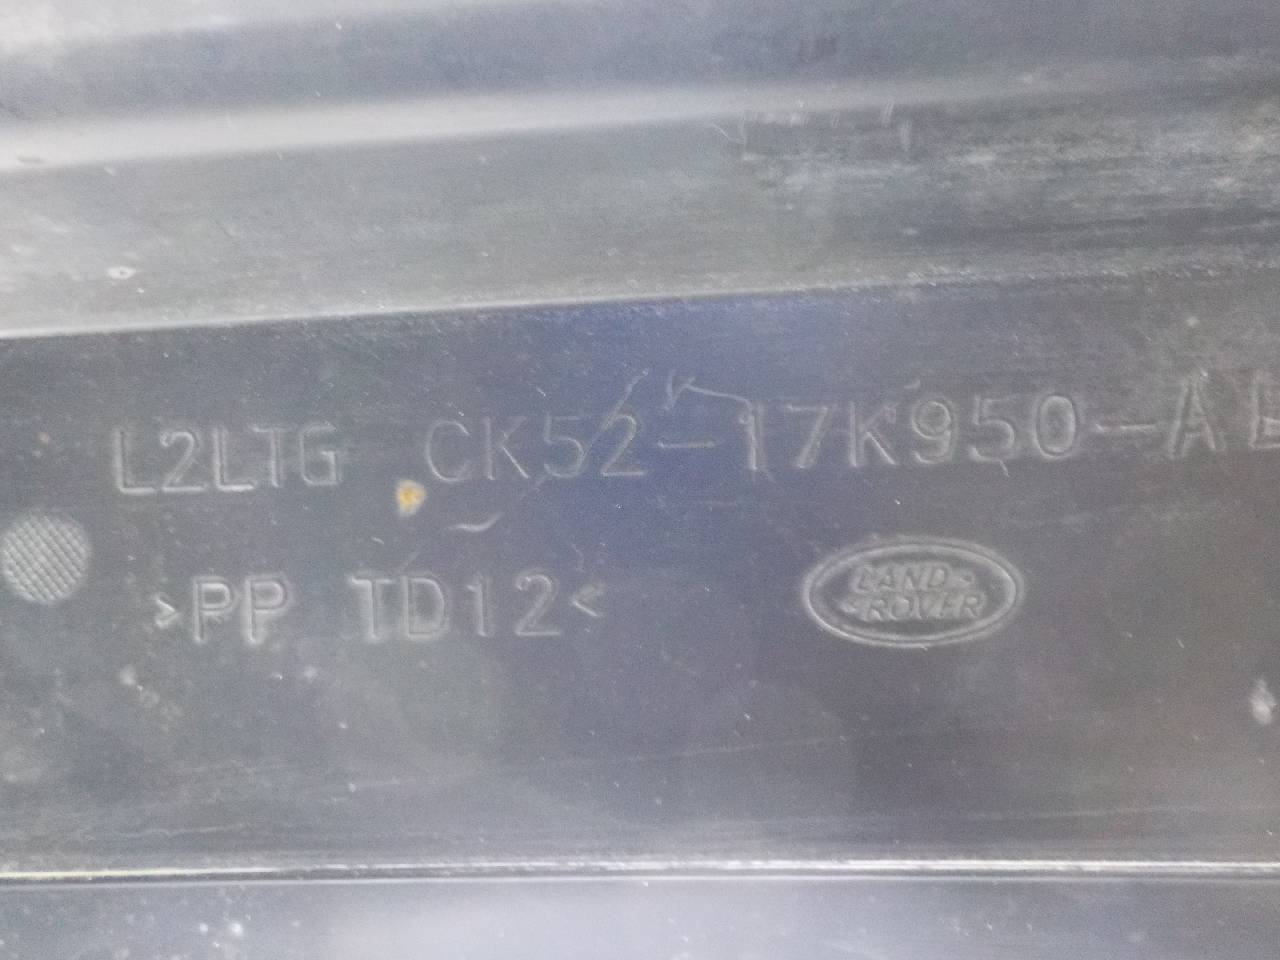 L2LTG CK52-17K950-A
>PP TD12<
LAND-
-ROVER